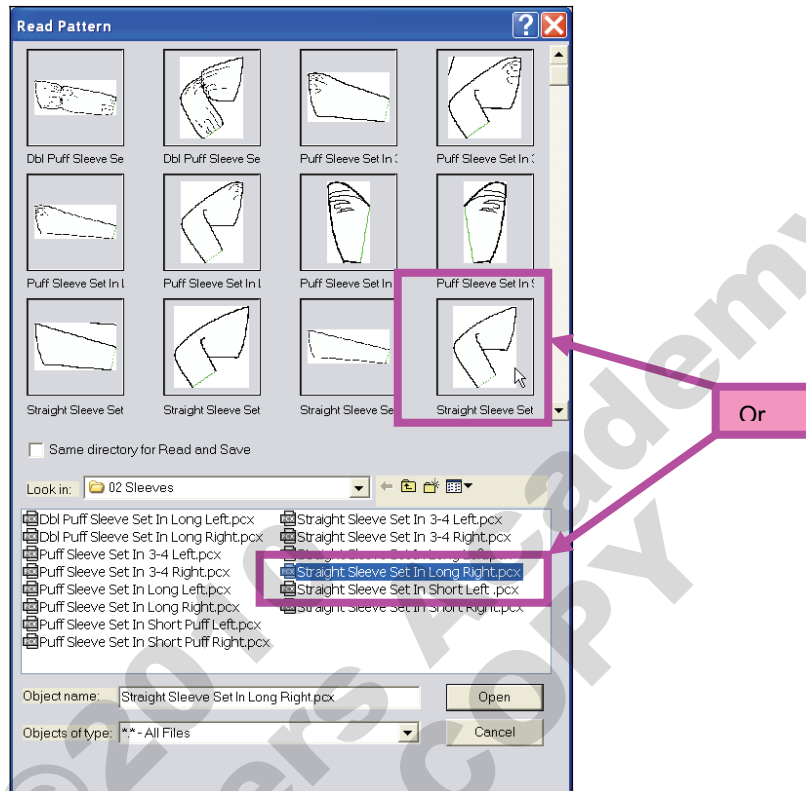 Read Pattern
Dbl Puff Sleeve Se Dbl Puff Sleeve Se Puff Sleeve Set In : Puff Sleeve Set In :
Puff Sleeve Set In L Puff Sleeve Set In L Puff Sleeve Set In Puff Sleeve Set In S
Straight Sleeve Set Straight Sleeve Set Straight Sleeve Se Straight Sleeve Set
Or
Same directory for Read and Save
Look in: 02 Sleeves
Dbl Puff Sleeve Set In Long Left.pcx Straight Sleeve Set In 3-4 Left.pcx
Dbl Puff Sleeve Set In Long Right.pcx Straight Sleeve Set In 3-4 Right.pcx
Puff Sleeve Set In 3-4 Left.pcx Straight Sleeve Set In Long Left.pcx
Puff Sleeve Set In 3-4 Right.pcx Straight Sleeve Set In Long Right.pcx
Puff Sleeve Set In Long Left.pcx Straight Sleeve Set In Short Left .pcx
Puff Sleeve Set In Long Right.pcx Straight Sleeve Set In Short Right.pcx
Puff Sleeve Set In Short Puff Left.pcx
Puff Sleeve Set In Short Puff Right.pcx
Object name: Straight Sleeve Set In Long Right.pcx Open
Objects of type: *.* - All Files Cancel
©2010
Academy
COPY